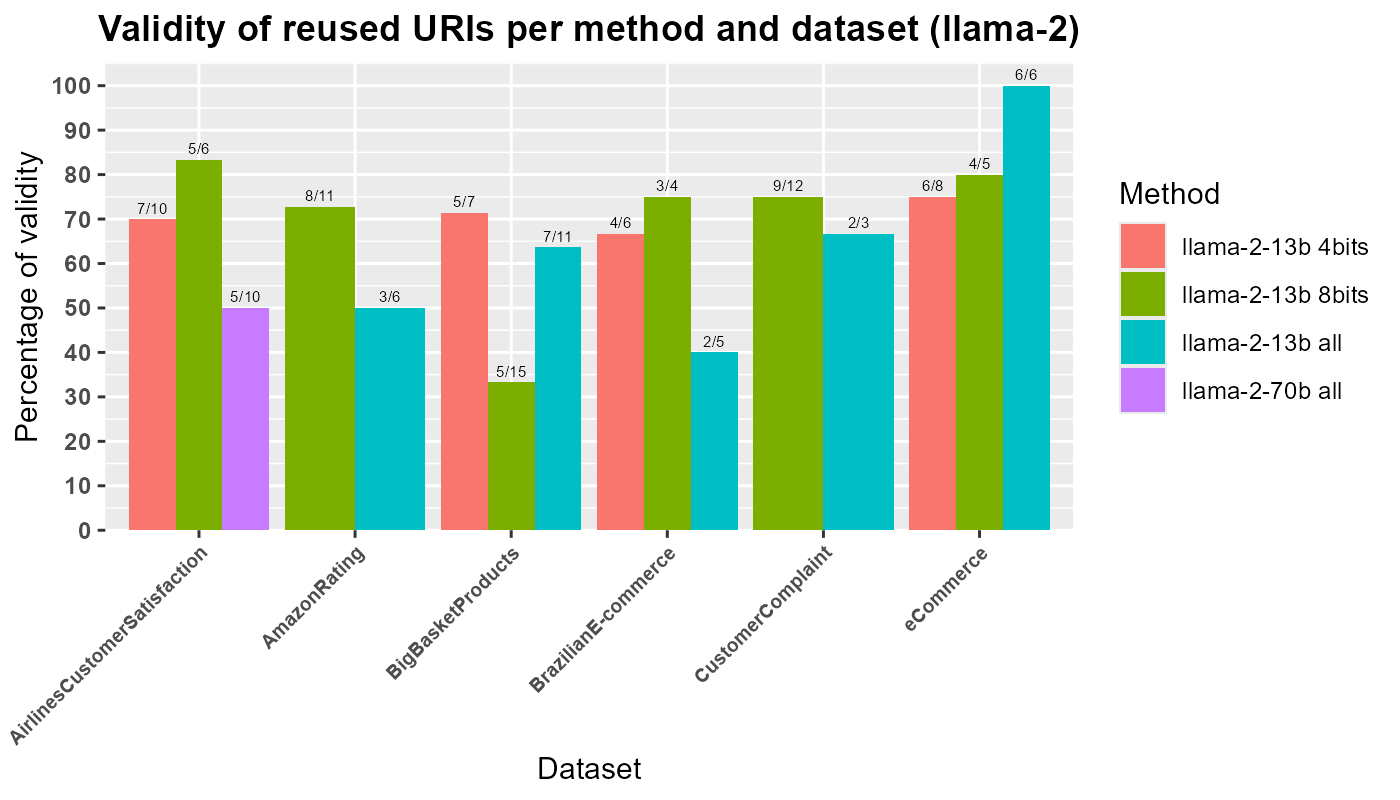 Validity of reused URIs per method and dataset (llama-2)
Percentage of validity
100
90
80
70
60
50
40
30
20
10
0
7/10
5/6
5/10
8/11
3/6
5/7
5/15
7/11
4/6
3/4
2/5
9/12
2/3
6/8
4/5
6/6
AirlinesCustomerSatisfaction
AmazonRating
BigBasketProducts
BrazilianE-commerce
CustomerComplaint
eCommerce
Dataset
Method
llama-2-13b 4bits
llama-2-13b 8bits
llama-2-13b all
llama-2-70b all